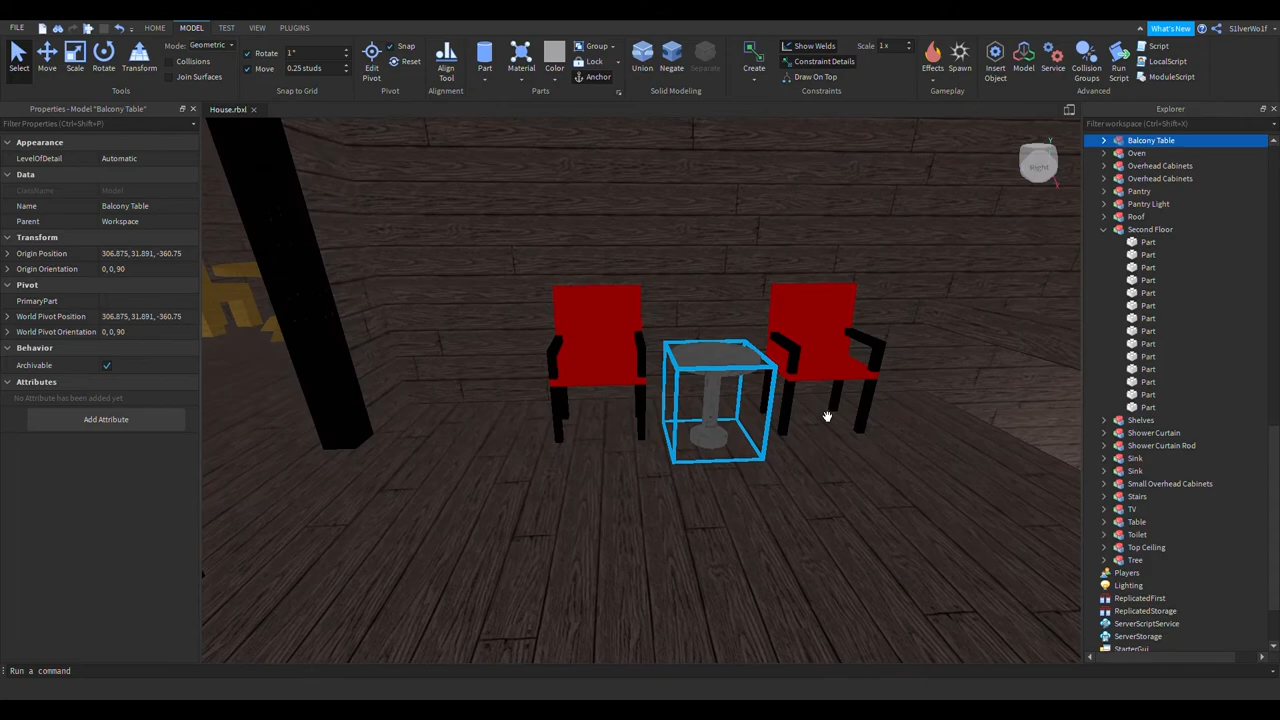 FILE HOME MODEL TEST VIEW PLUGINS What's New S1lverWo1f
Select Move Scale Rotate Transform
Mode: Geometric
Collisions
Join Surfaces
Tools
Rotate 1°
Move 0.25 studs
Snap to Grid
Edit Pivot
Snap
Reset
Pivot
Align Tool
Alignment
Part Material Color
Group
Lock
Anchor
Parts
Union Negate Separate
Solid Modeling
Create
Show Welds
Constraint Details
Draw On Top
Scale 1x
Constraints
Effects Spawn
Gameplay
Insert Object Model Service Collision Groups Run Script
Script
LocalScript
ModuleScript
Advanced
Properties - Model "Balcony Table"
Filter Properties (Ctrl+Shift+P)
Appearance
LevelOfDetail Automatic
Data
ClassName Model
Name Balcony Table
Parent Workspace
Transform
Origin Position 306.875, 31.891, -360.75
Origin Orientation 0, 0, 90
Pivot
PrimaryPart
World Pivot Position 306.875, 31.891, -360.75
World Pivot Orientation 0, 0, 90
Behavior
Archivable
Attributes
No Attribute has been added yet
Add Attribute
House.rbxl
Right
Y
Explorer
Filter workspace (Ctrl+Shift+X)
Balcony Table
Oven
Overhead Cabinets
Overhead Cabinets
Pantry
Pantry Light
Roof
Second Floor
Part
Part
Part
Part
Part
Part
Part
Part
Part
Part
Part
Part
Part
Part
Shelves
Shower Curtain
Shower Curtain Rod
Sink
Sink
Small Overhead Cabinets
Stairs
TV
Table
Toilet
Top Ceiling
Tree
Players
Lighting
ReplicatedFirst
ReplicatedStorage
ServerScriptService
ServerStorage
StarterGui
Run a command